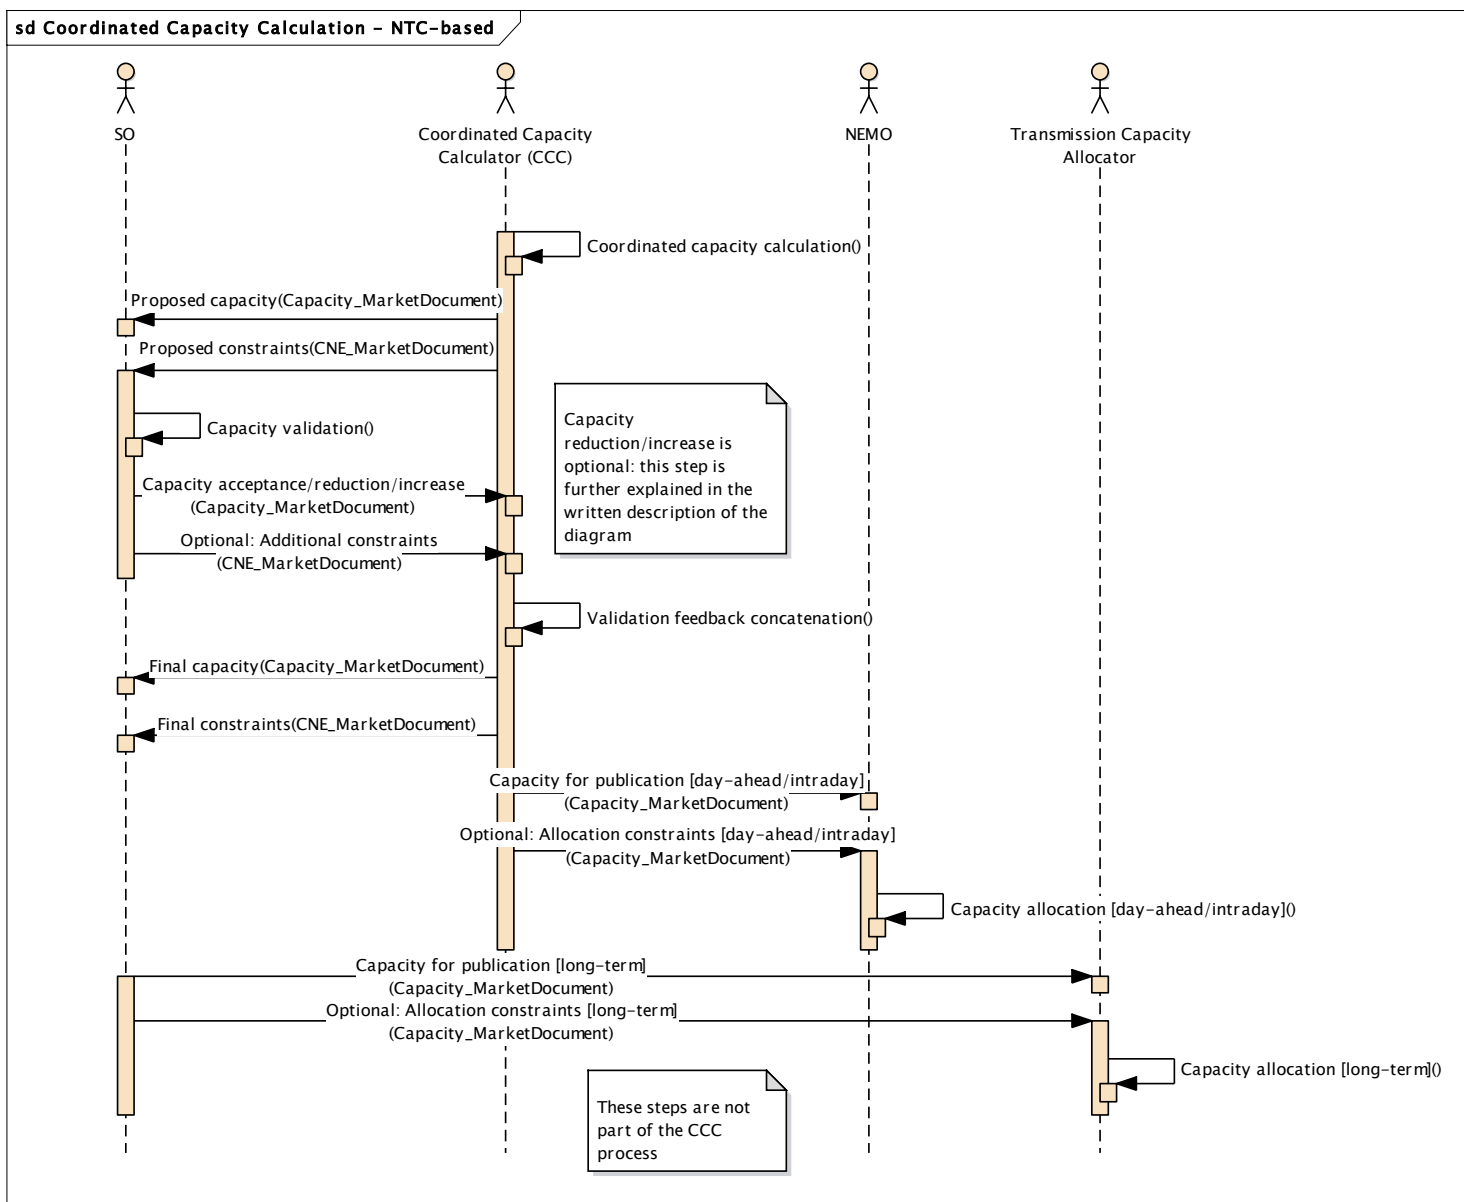 sd Coordinated Capacity Calculation - NTC-based
SO
Coordinated Capacity
Calculator (CCC)
NEMO
Transmission Capacity
Allocator
Coordinated capacity calculation()
Proposed capacity(Capacity_MarketDocument)
Proposed constraints(CNE_MarketDocument)
Capacity validation()
Capacity
reduction/increase is
optional: this step is
further explained in the
written description of the
diagram
Capacity acceptance/reduction/increase
(Capacity_MarketDocument)
Optional: Additional constraints
(CNE_MarketDocument)
Validation feedback concatenation()
Final capacity(Capacity_MarketDocument)
Final constraints(CNE_MarketDocument)
Capacity for publication [day-ahead/intraday]
(Capacity_MarketDocument)
Optional: Allocation constraints [day-ahead/intraday]
(Capacity_MarketDocument)
Capacity allocation [day-ahead/intraday]()
Capacity for publication [long-term]
(Capacity_MarketDocument)
Optional: Allocation constraints [long-term]
(Capacity_MarketDocument)
Capacity allocation [long-term]()
These steps are not
part of the CCC
process